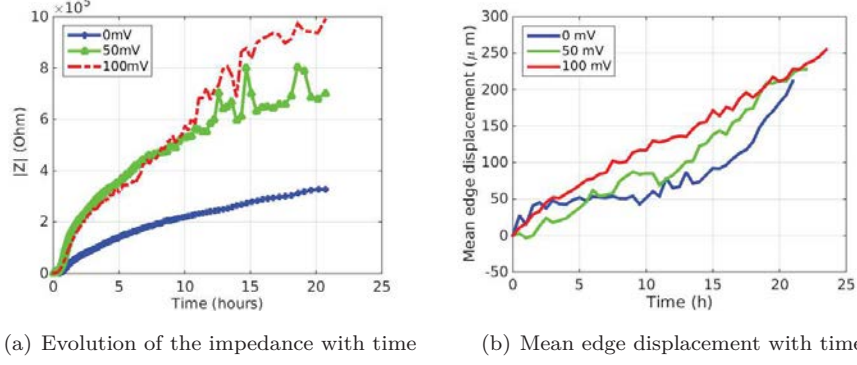 10 ×10⁵
8
6
4
2
0
|Z| (Ohm)
0mV
50mV
100mV
0 5 10 15 20 25
Time (hours)
(a) Evolution of the impedance with time
300
250
200
150
100
50
0
-50
Mean edge displacement (μ m)
0 mV
50 mV
100 mV
0 5 10 15 20 25
Time (h)
(b) Mean edge displacement with time